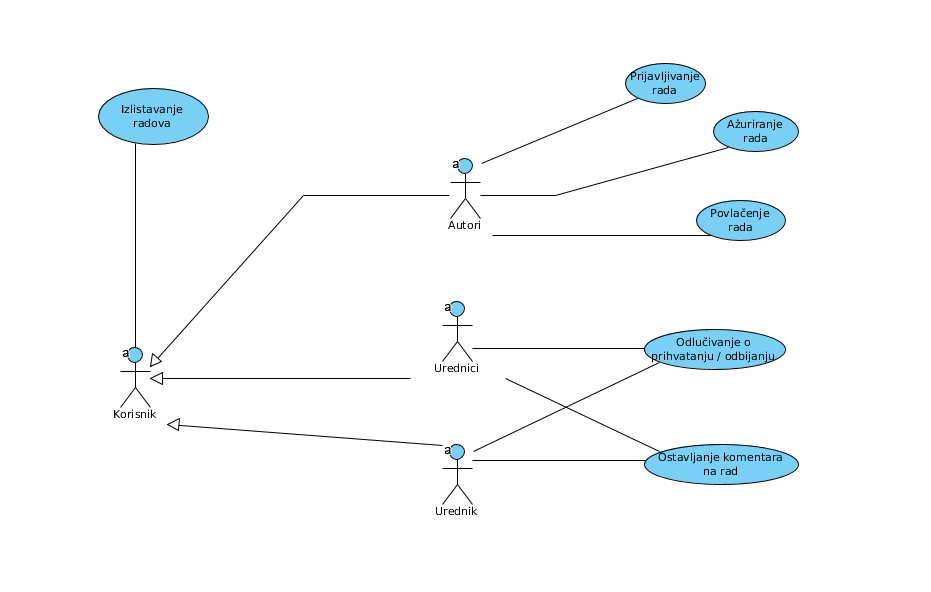 Prijavljivanje
rada
Izlistavanje
radova
Ažuriranje
rada
a
Autori
Povlačenje
rada
a
Urednici
Odlučivanje o
prihvatanju / odbijanju
a
Korisnik
a
Urednik
Ostavljanje komentara
na rad